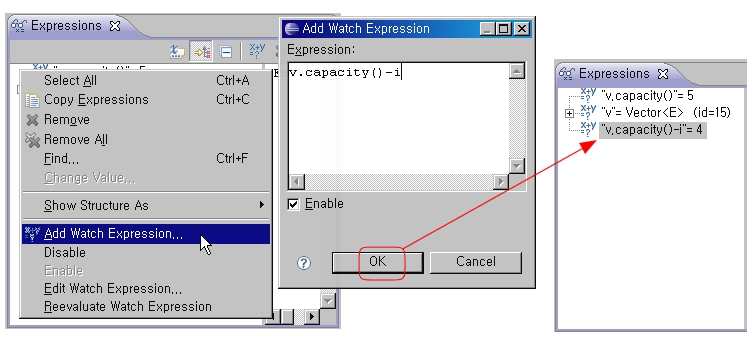 Expressions
Select All Ctrl+A
Copy Expressions Ctrl+C
Remove
Remove All
Find... Ctrl+F
Change Value...
Show Structure As
Add Watch Expression...
Disable
Enable
Edit Watch Expression...
Reevaluate Watch Expression
Add Watch Expression
Expression:
v.capacity()-i
Enable
OK Cancel
Expressions
"v.capacity()"= 5
"v"= Vector<E> (id=15)
"v.capacity()-i"= 4